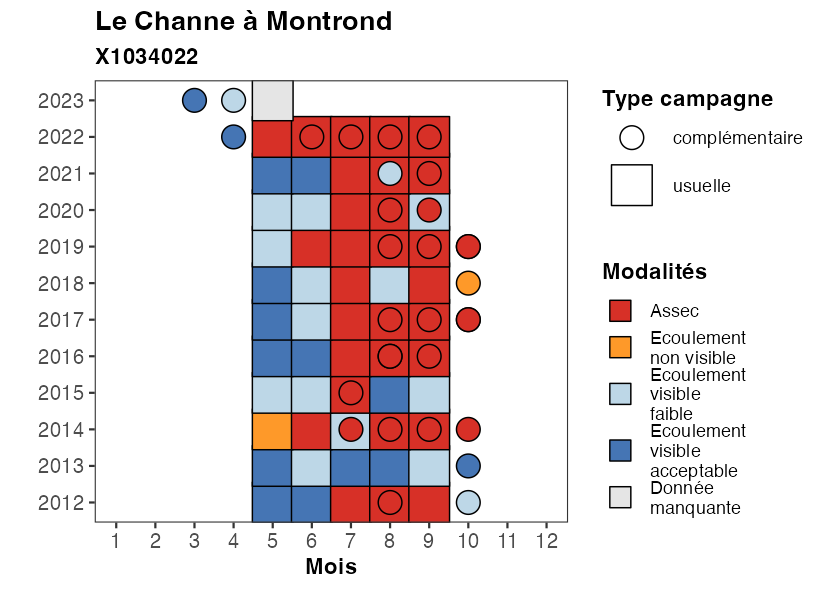 Le Channe à Montrond
X1034022
2023
2022
2021
2020
2019
2018
2017
2016
2015
2014
2013
2012
1 2 3 4 5 6 7 8 9 10 11 12
Mois
Type campagne
complémentaire
usuelle
Modalités
Assec
Ecoulement
non visible
Ecoulement
visible
faible
Ecoulement
visible
acceptable
Donnée
manquante